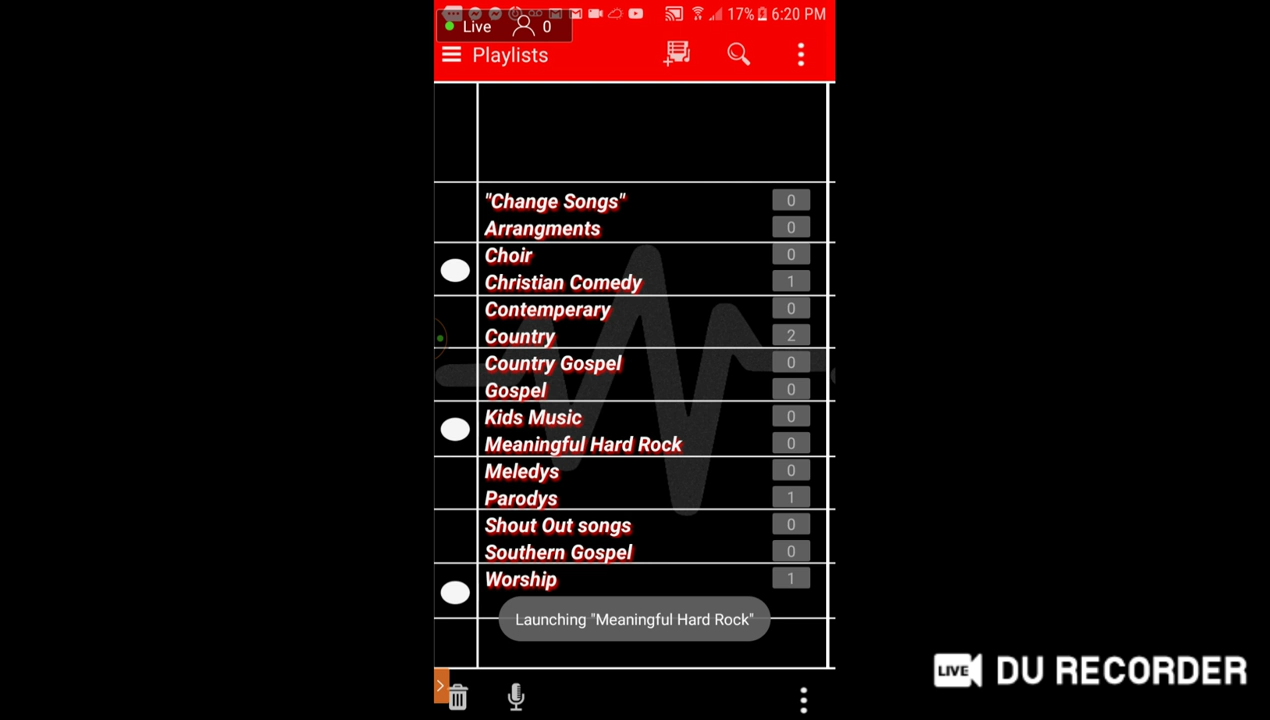 17% 6:20 PM
Live 0
Playlists
"Change Songs" 0
Arrangments 0
Choir 0
Christian Comedy 1
Contemperary 0
Country 2
Country Gospel 0
Gospel 0
Kids Music 0
Meaningful Hard Rock 0
Meledys 0
Parodys 1
Shout Out songs 0
Southern Gospel 0
Worship 1
Launching "Meaningful Hard Rock"
LIVE DU RECORDER